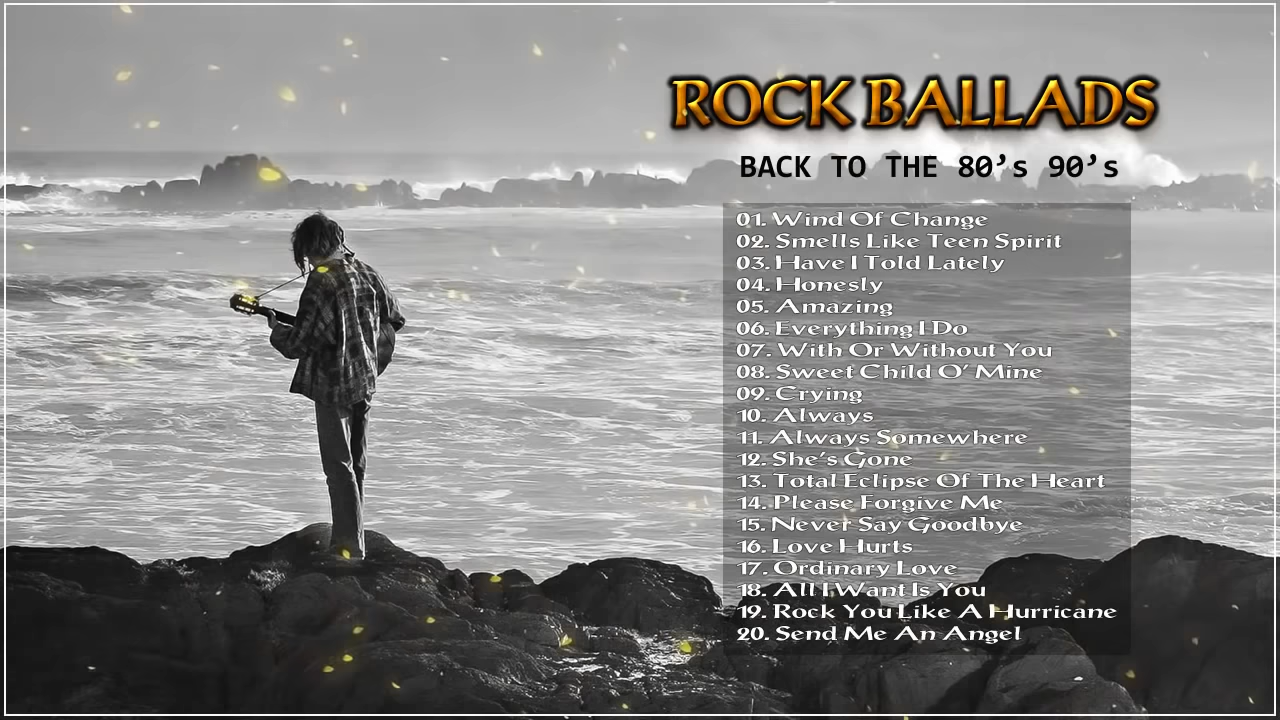 ROCK BALLADS
BACK TO THE 80’s 90’s
01. Wind Of Change
02. Smells Like Teen Spirit
03. Have I Told Lately
04. Honesly
05. Amazing
06. Everything I Do
07. With Or Without You
08. Sweet Child O’ Mine
09. Crying
10. Always
11. Always Somewhere
12. She’s Gone
13. Total Eclipse Of The Heart
14. Please Forgive Me
15. Never Say Goodbye
16. Love Hurts
17. Ordinary Love
18. All I Want Is You
19. Rock You Like A Hurricane
20. Send Me An Angel